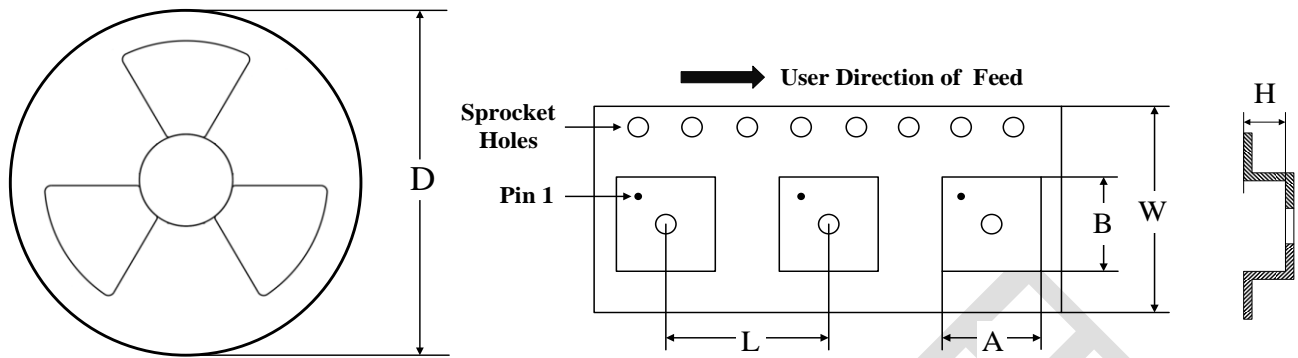 D
User Direction of Feed
Sprocket
Holes
Pin 1
H
B
W
L
A